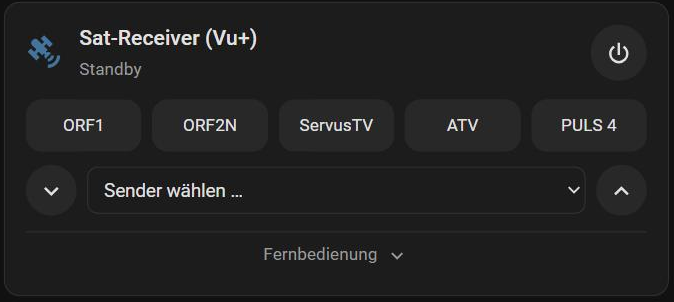 Sat-Receiver (Vu+)
Standby
ORF1 ORF2N ServusTV ATV PULS 4
Sender wählen ...
Fernbedienung